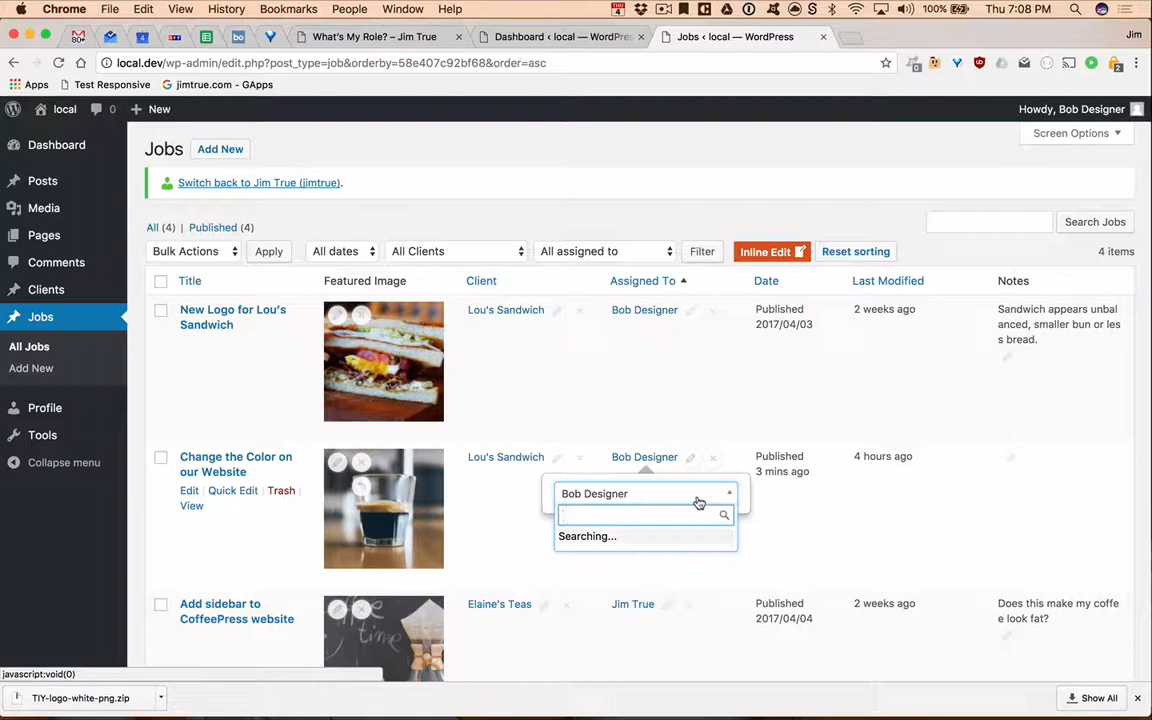 Chrome File Edit View History Bookmarks People Window Help THU 4 100% Thu 7:08 PM
80+ 4 bo What's My Role? – Jim True × Dashboard ‹ local — WordPres × Jobs ‹ local — WordPress × Jim
local.dev/wp-admin/edit.php?post_type=job&orderby=58e407c92bf68&order=asc
Apps Test Responsive jimtrue.com - GApps
local 0 New Howdy, Bob Designer
Screen Options
Dashboard
Posts
Media
Pages
Comments
Clients
Jobs
All Jobs
Add New
Profile
Tools
Collapse menu
Jobs Add New
Switch back to Jim True (jimtrue).
All (4) | Published (4)
Search Jobs
Bulk Actions Apply All dates All Clients All assigned to Filter Inline Edit Reset sorting 4 items
Title Featured Image Client Assigned To Date Last Modified Notes
New Logo for Lou's
Sandwich
Lou's Sandwich
Bob Designer
Published
2017/04/03
2 weeks ago
Sandwich appears unbal
anced, smaller bun or les
s bread.
Change the Color on
our Website
Edit | Quick Edit | Trash |
View
Lou's Sandwich
Bob Designer
Bob Designer
Searching...
Published
3 mins ago
4 hours ago
Add sidebar to
CoffeePress website
Coffee
time
Elaine's Teas
Jim True
Published
2017/04/04
2 weeks ago
Does this make my coffe
e look fat?
javascript:void(0)
TIY-logo-white-png.zip Show All